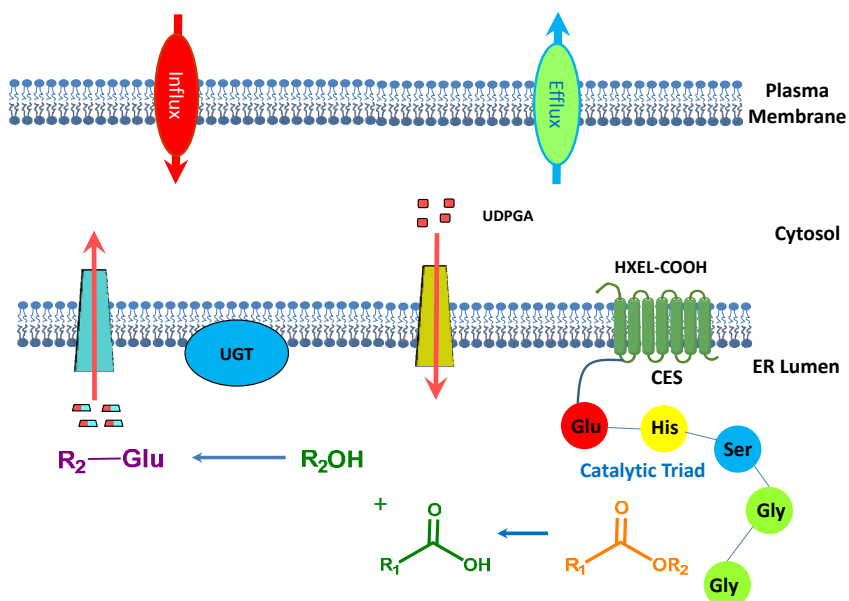 Influx
Efflux
Plasma
Membrane
UDPGA
Cytosol
HXEL-COOH
UGT
CES
ER Lumen
Glu
His
Ser
Catalytic Triad
R₂—Glu
R₂OH
Gly
+
O
R₁
OH
O
R₁
OR₂
Gly